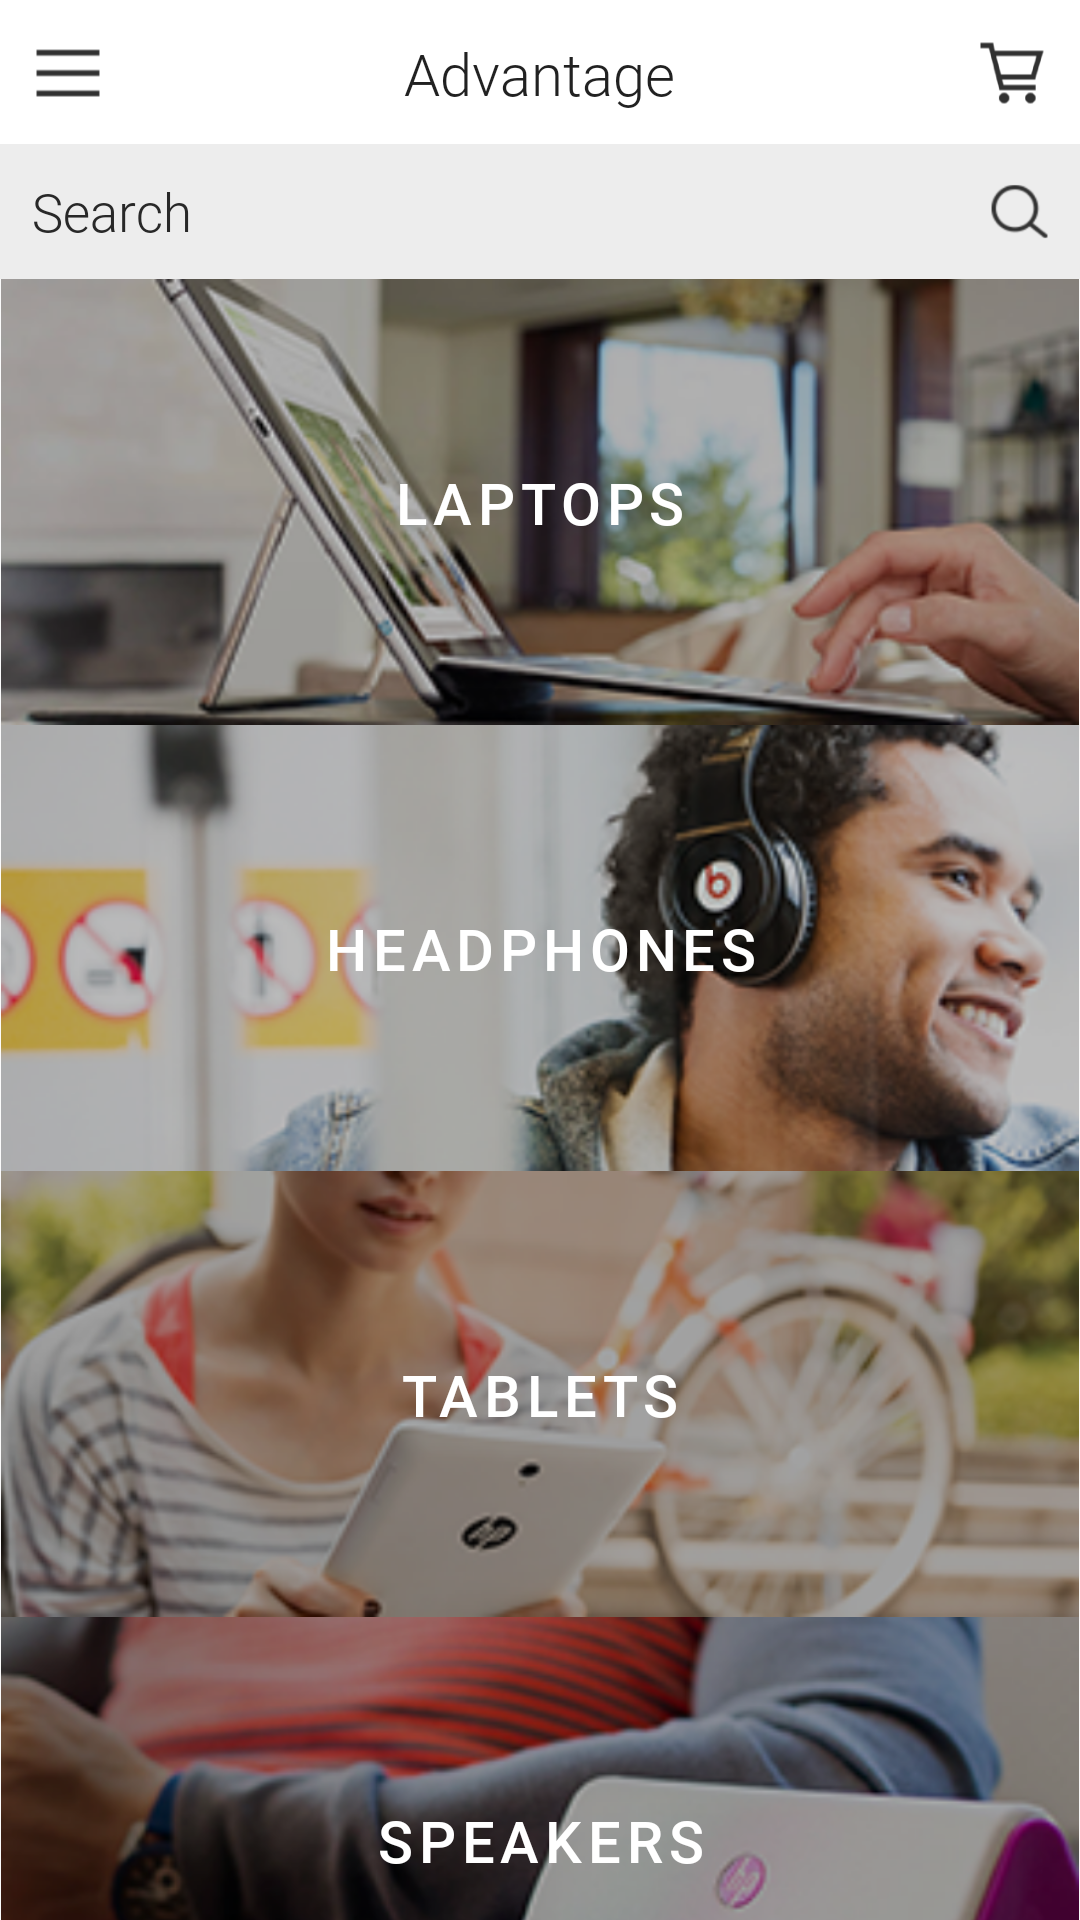 Advantage
Search
LAPTOPS
HEADPHONES
TABLETS
SPEAKERS